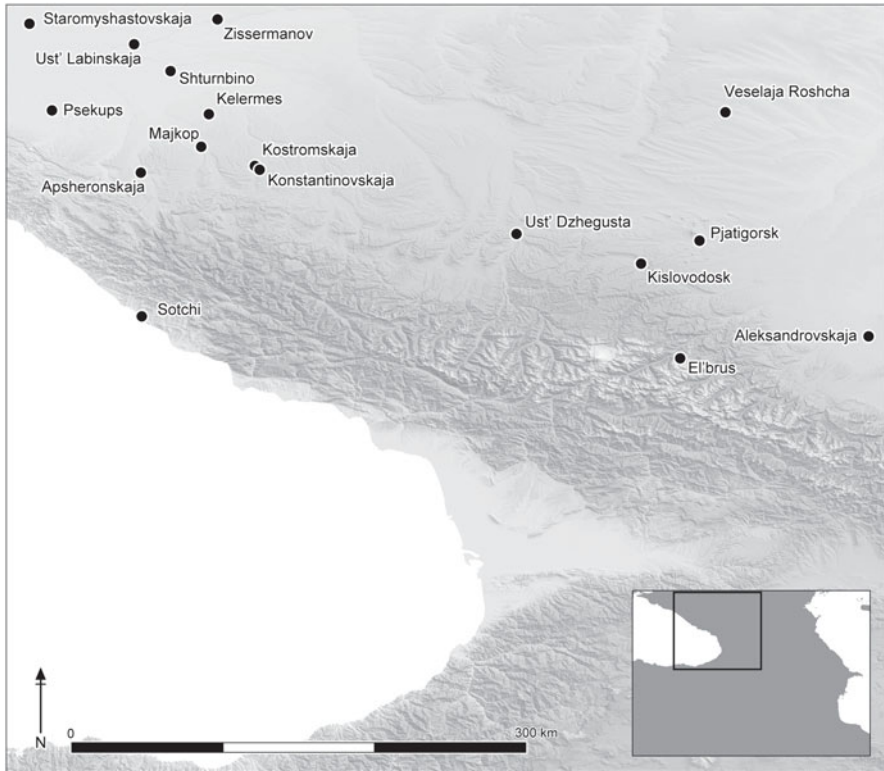 Staromyshastovskaja
Zissermanov
Ust' Labinskaja
Shturnbino
Kelermes
Psekups
Veselaja Roshcha
Majkop
Kostromskaja
Konstantinovskaja
Apsheronskaja
Ust' Dzhegusta
Pjatigorsk
Kislovodosk
Sotchi
Aleksandrovskaja
El'brus
N
0
300 km